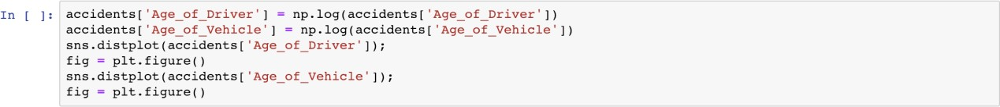 In [ ]: accidents['Age_of_Driver'] = np.log(accidents['Age_of_Driver'])
accidents['Age_of_Vehicle'] = np.log(accidents['Age_of_Vehicle'])
sns.distplot(accidents['Age_of_Driver']);
fig = plt.figure()
sns.distplot(accidents['Age_of_Vehicle']);
fig = plt.figure()